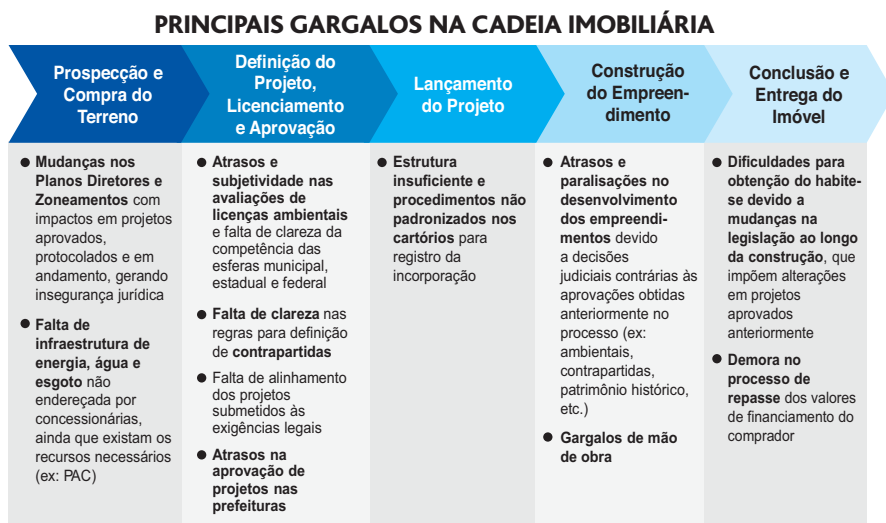 PRINCIPAIS GARGALOS NA CADEIA IMOBILIÁRIA
Prospecção e
Compra do
Terreno
Definição do
Projeto,
Licenciamento
e Aprovação
Lançamento
do Projeto
Construção
do Empreen-
dimento
Conclusão e
Entrega do
Imóvel
● Mudanças nos
Planos Diretores e
Zoneamentos com
impactos em projetos
aprovados,
protocolados e em
andamento, gerando
insegurança jurídica
● Falta de
infraestrutura de
energia, água e
esgoto não
endereçada por
concessionárias,
ainda que existam os
recursos necessários
(ex: PAC)
● Atrasos e
subjetividade nas
avaliações de
licenças ambientais
e falta de clareza da
competência das
esferas municipal,
estadual e federal
● Falta de clareza nas
regras para definição
de contrapartidas
● Falta de alinhamento
dos projetos
submetidos às
exigências legais
● Atrasos na
aprovação de
projetos nas
prefeituras
● Estrutura
insuficiente e
procedimentos não
padronizados nos
cartórios para
registro da
incorporação
● Atrasos e
paralisações no
desenvolvimento
dos empreendi-
mentos devido
a decisões
judiciais contrárias às
aprovações obtidas
anteriormente no
processo (ex:
ambientais,
contrapartidas,
patrimônio histórico,
etc.)
● Gargalos de mão
de obra
● Dificuldades para
obtenção do habite-
se devido a
mudanças na
legislação ao longo
da construção, que
impõem alterações
em projetos
aprovados
anteriormente
● Demora no
processo de
repasse dos valores
de financiamento do
comprador